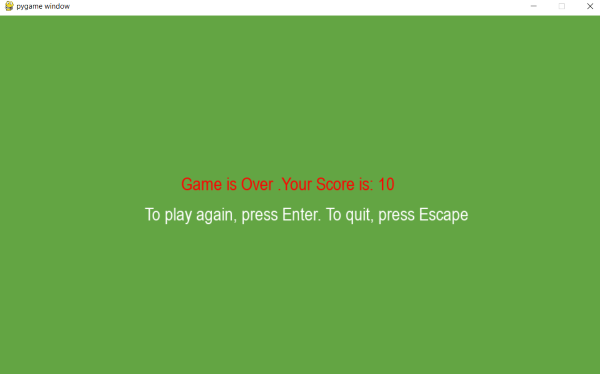 pygame window
Game is Over .Your Score is: 10
To play again, press Enter. To quit, press Escape